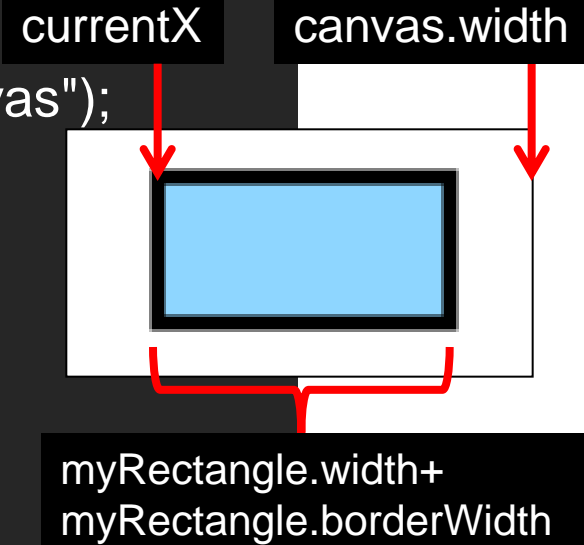 currentX canvas.width
vas");
myRectangle.width+
myRectangle.borderWidth